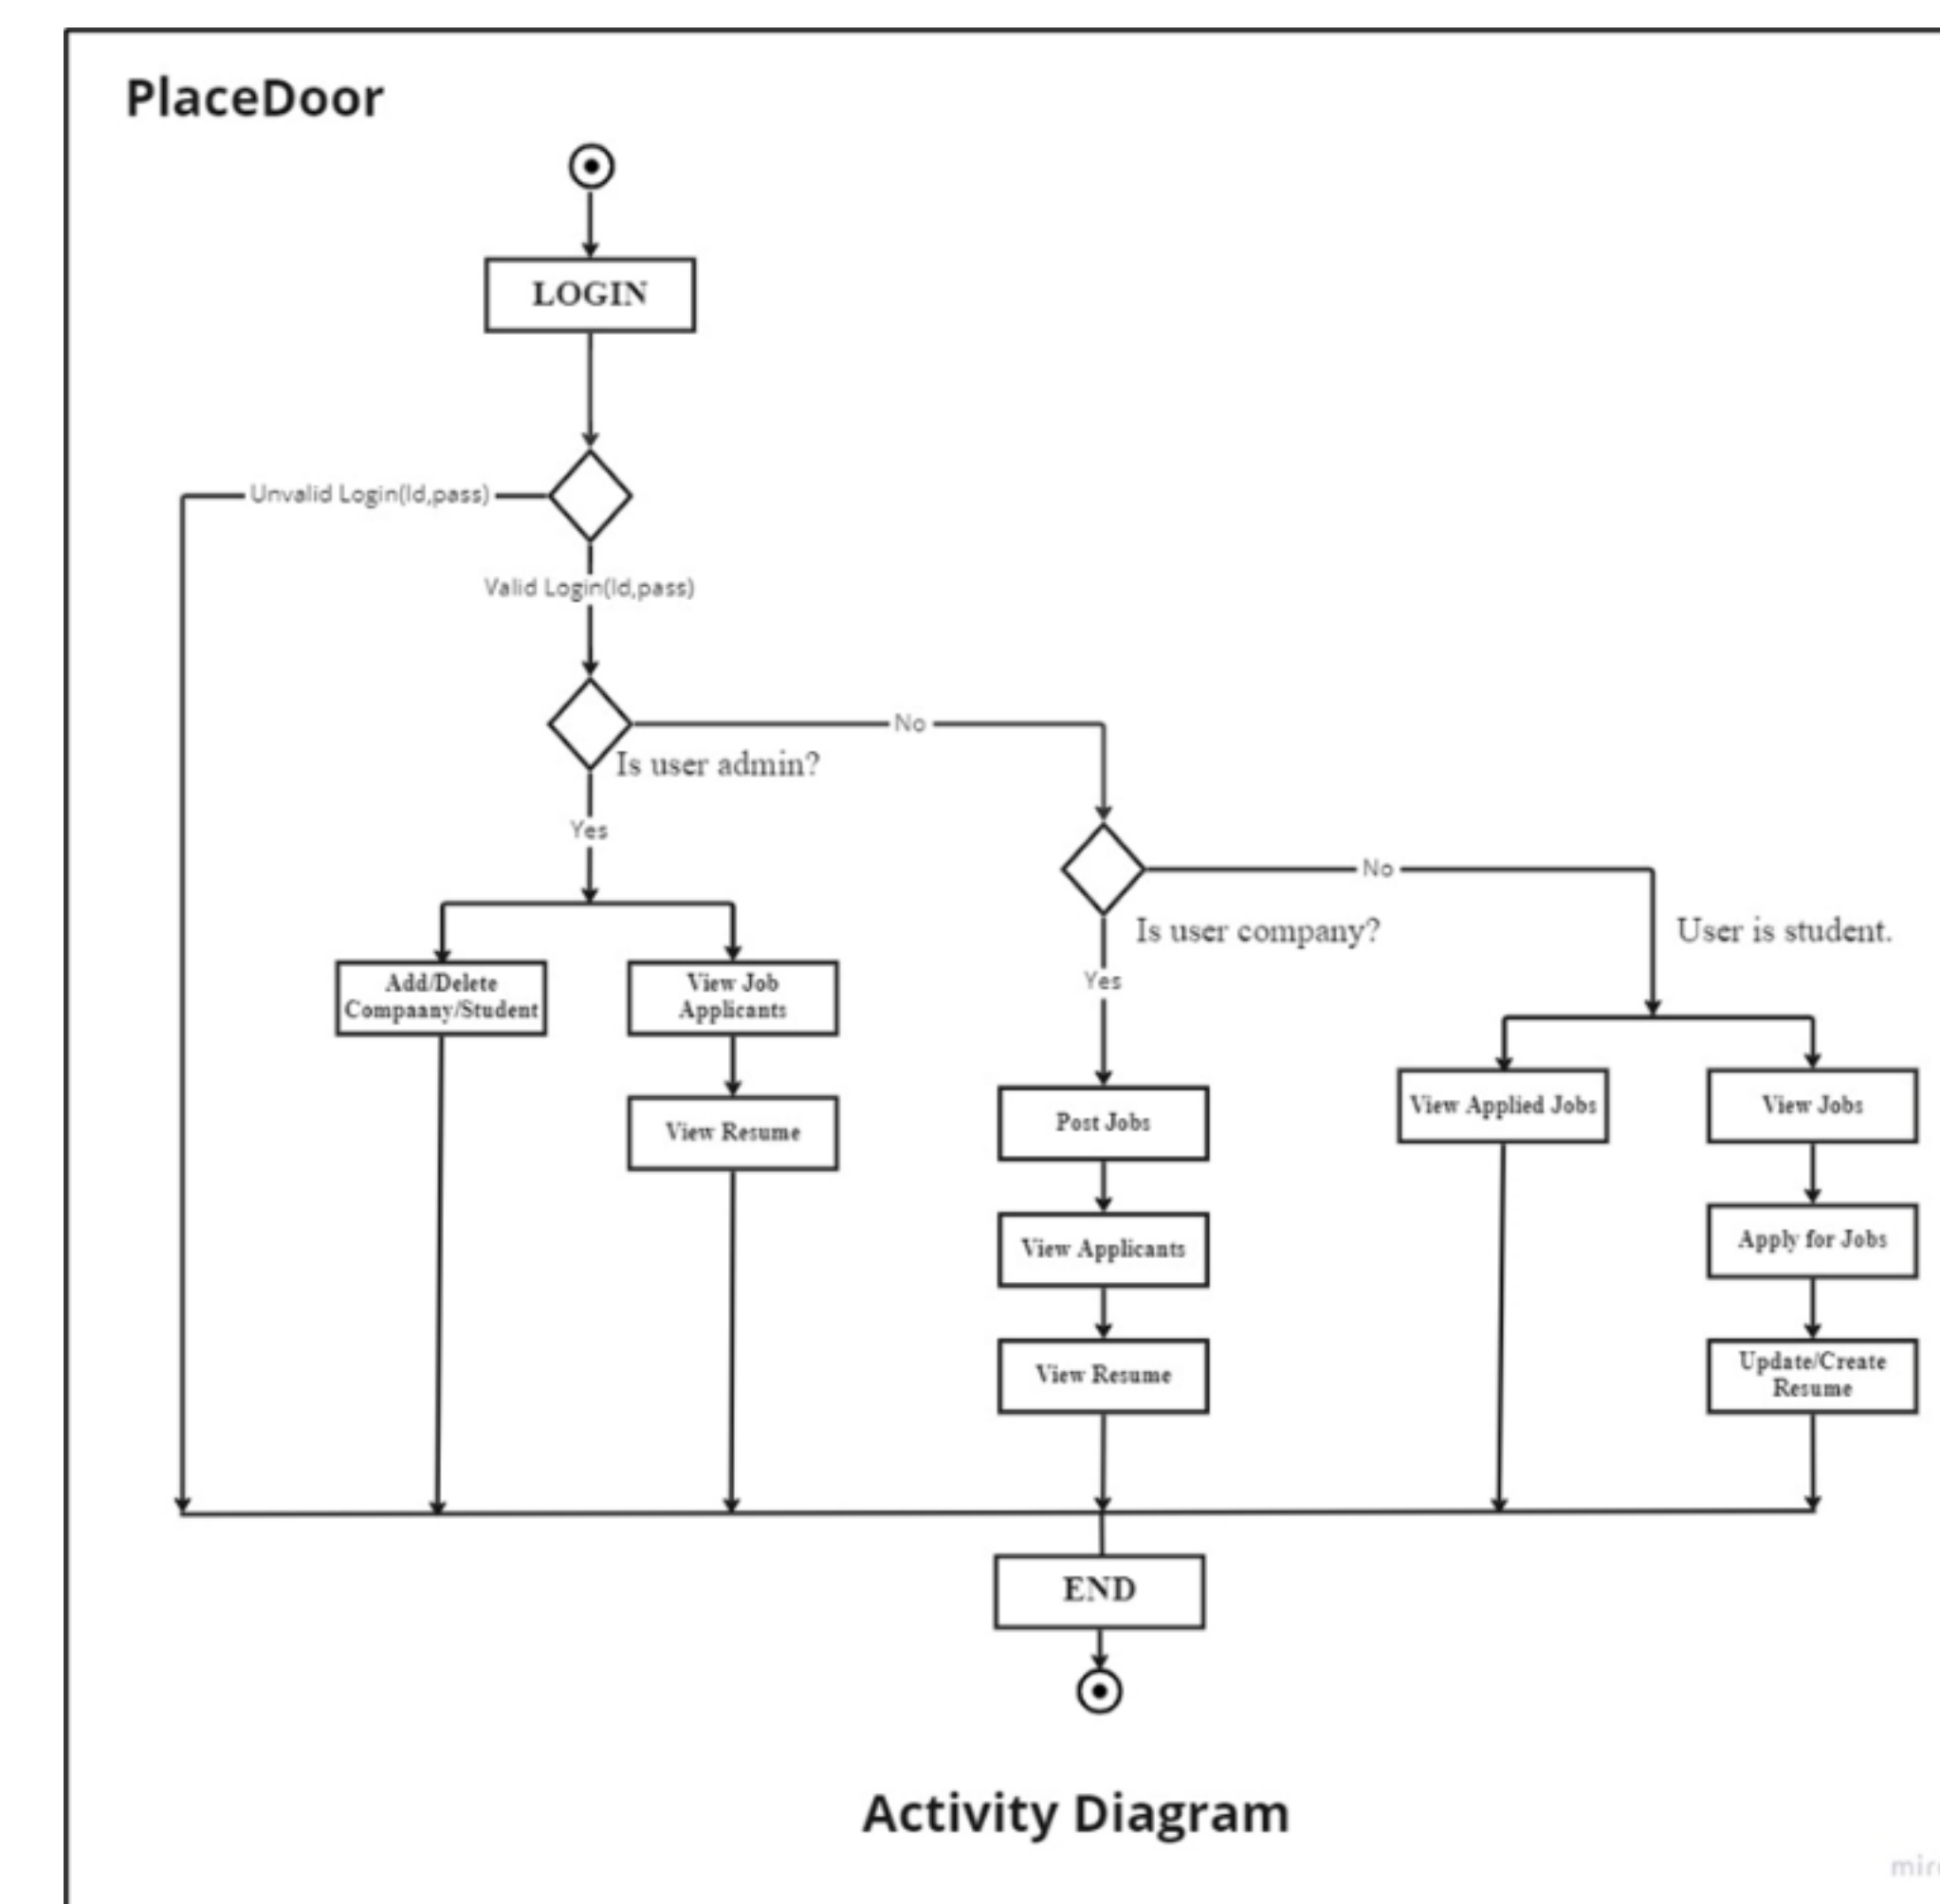 PlaceDoor
LOGIN
Unvalid Login(Id,pass)
Valid Login(Id,pass)
No
Is user admin?
Yes
No
Is user company?
User is student.
Yes
Add/Delete
Compaany/Student
View Job
Applicants
View Resume
Post Jobs
View Applicants
View Resume
View Applied Jobs
View Jobs
Apply for Jobs
Update/Create
Resume
END
Activity Diagram